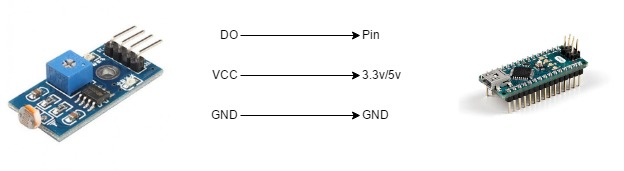 DO Pin
VCC 3.3v/5v
GND GND